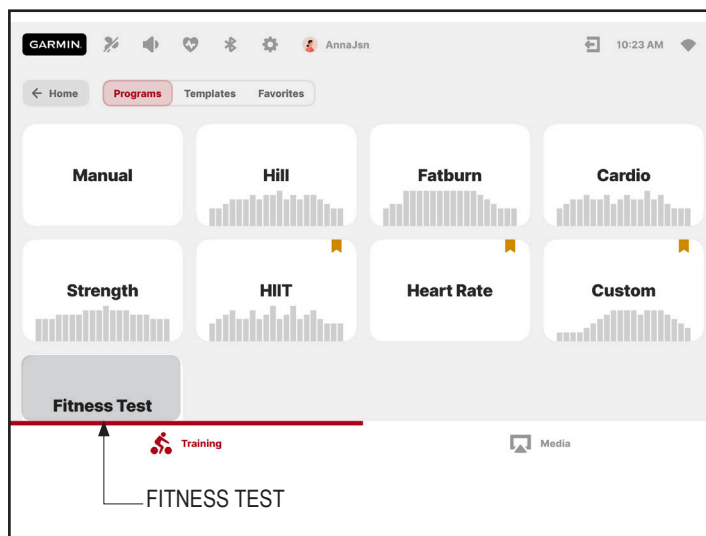 GARMIN. AnnaJsn 10:23 AM
← Home Programs Templates Favorites
Manual Hill Fatburn Cardio
Strength HIIT Heart Rate Custom
Fitness Test
Training Media
FITNESS TEST